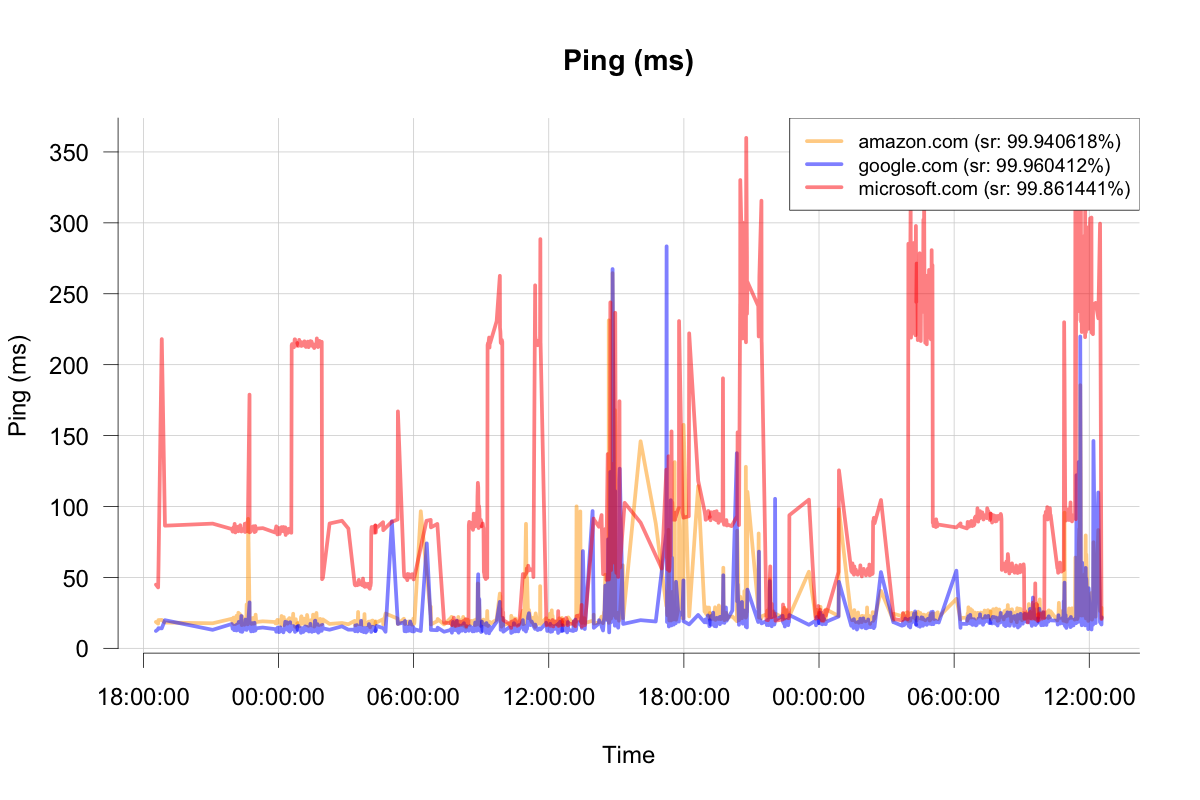 Ping (ms)
amazon.com (sr: 99.940618%)
google.com (sr: 99.960412%)
microsoft.com (sr: 99.861441%)
350
300
250
200
150
100
50
0
Ping (ms)
18:00:00 00:00:00 06:00:00 12:00:00 18:00:00 00:00:00 06:00:00 12:00:00
Time